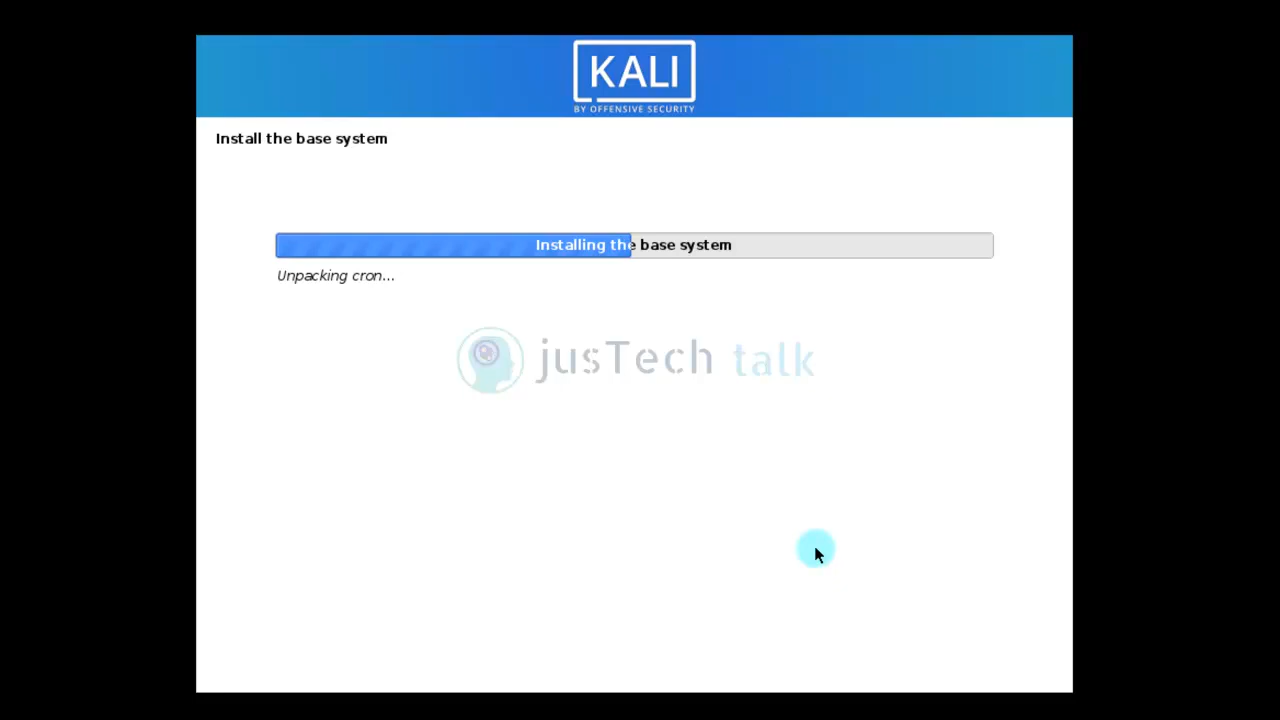 KALI
BY OFFENSIVE SECURITY
Install the base system
Installing the base system
Unpacking cron...
jusTech talk